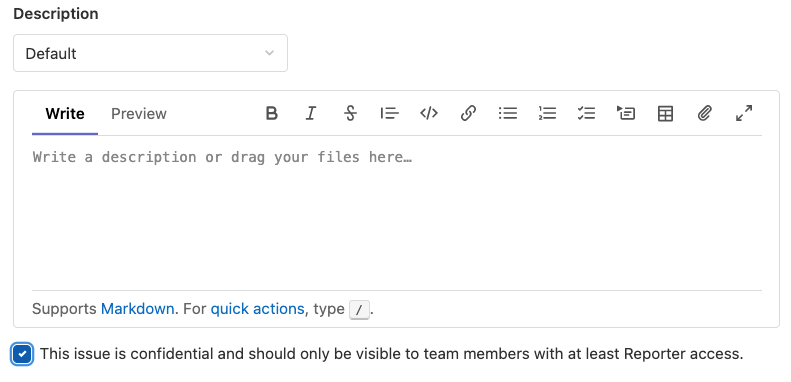 Description
Default
Write Preview B I S
Write a description or drag your files here…
Supports Markdown. For quick actions, type /.
This issue is confidential and should only be visible to team members with at least Reporter access.